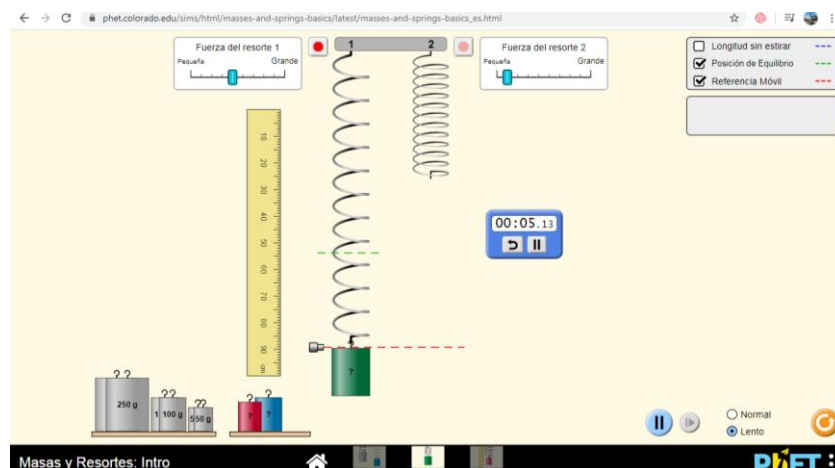 phet.colorado.edu/sims/html/masses-and-springs-basics/latest/masses-and-springs-basics_es.html
Fuerza del resorte 1
Pequeña Grande
1 2
Fuerza del resorte 2
Pequeña Grande
Longitud sin estirar
Posición de Equilibrio
Referencia Móvil
10
20
30
40
50
60
70
80
90
cm
00:05.13
?
250 g
1 100 g
5 50 g
? ?
Normal
Lento
Masas y Resortes: Intro
PhET